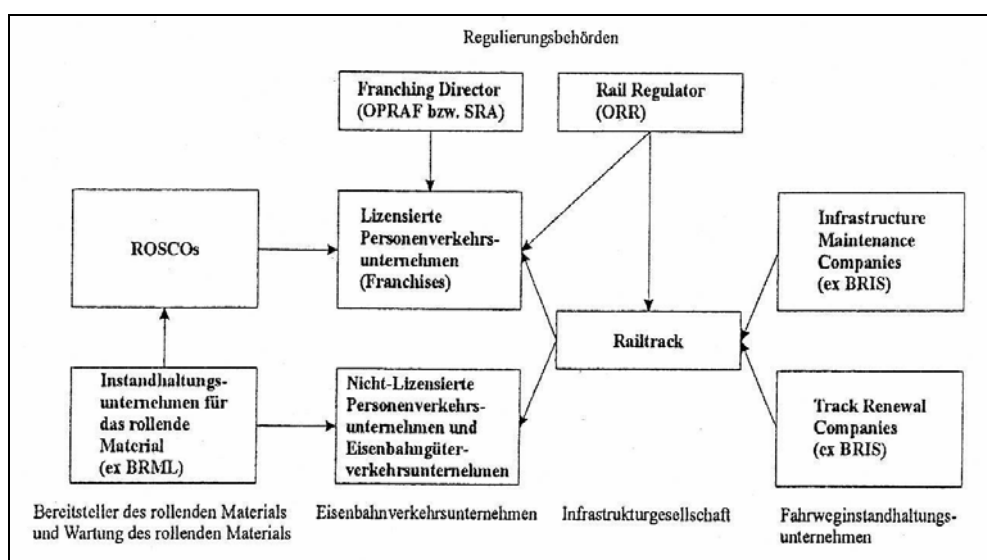 Regulierungsbehörden
Franching Director
(OPRAF bzw. SRA)
Rail Regulator
(ORR)
ROSCOs
Lizensierte
Personenverkehrs-
unternehmen
(Franchises)
Infrastructure
Maintenance
Companies
(ex BRIS)
Railtrack
Instandhaltungs-
unternehmen für
das rollende
Material
(ex BRML)
Nicht-Lizensierte
Personenverkehrs-
unternehmen und
Eisenbahngüter-
verkehrsunternehmen
Track Renewal
Companies
(ex BRIS)
Bereitsteller des rollenden Materials
und Wartung des rollenden Materials
Eisenbahnverkehrsunternehmen
Infrastrukturgesellschaft
Fahrweginstandhaltungs-
unternehmen